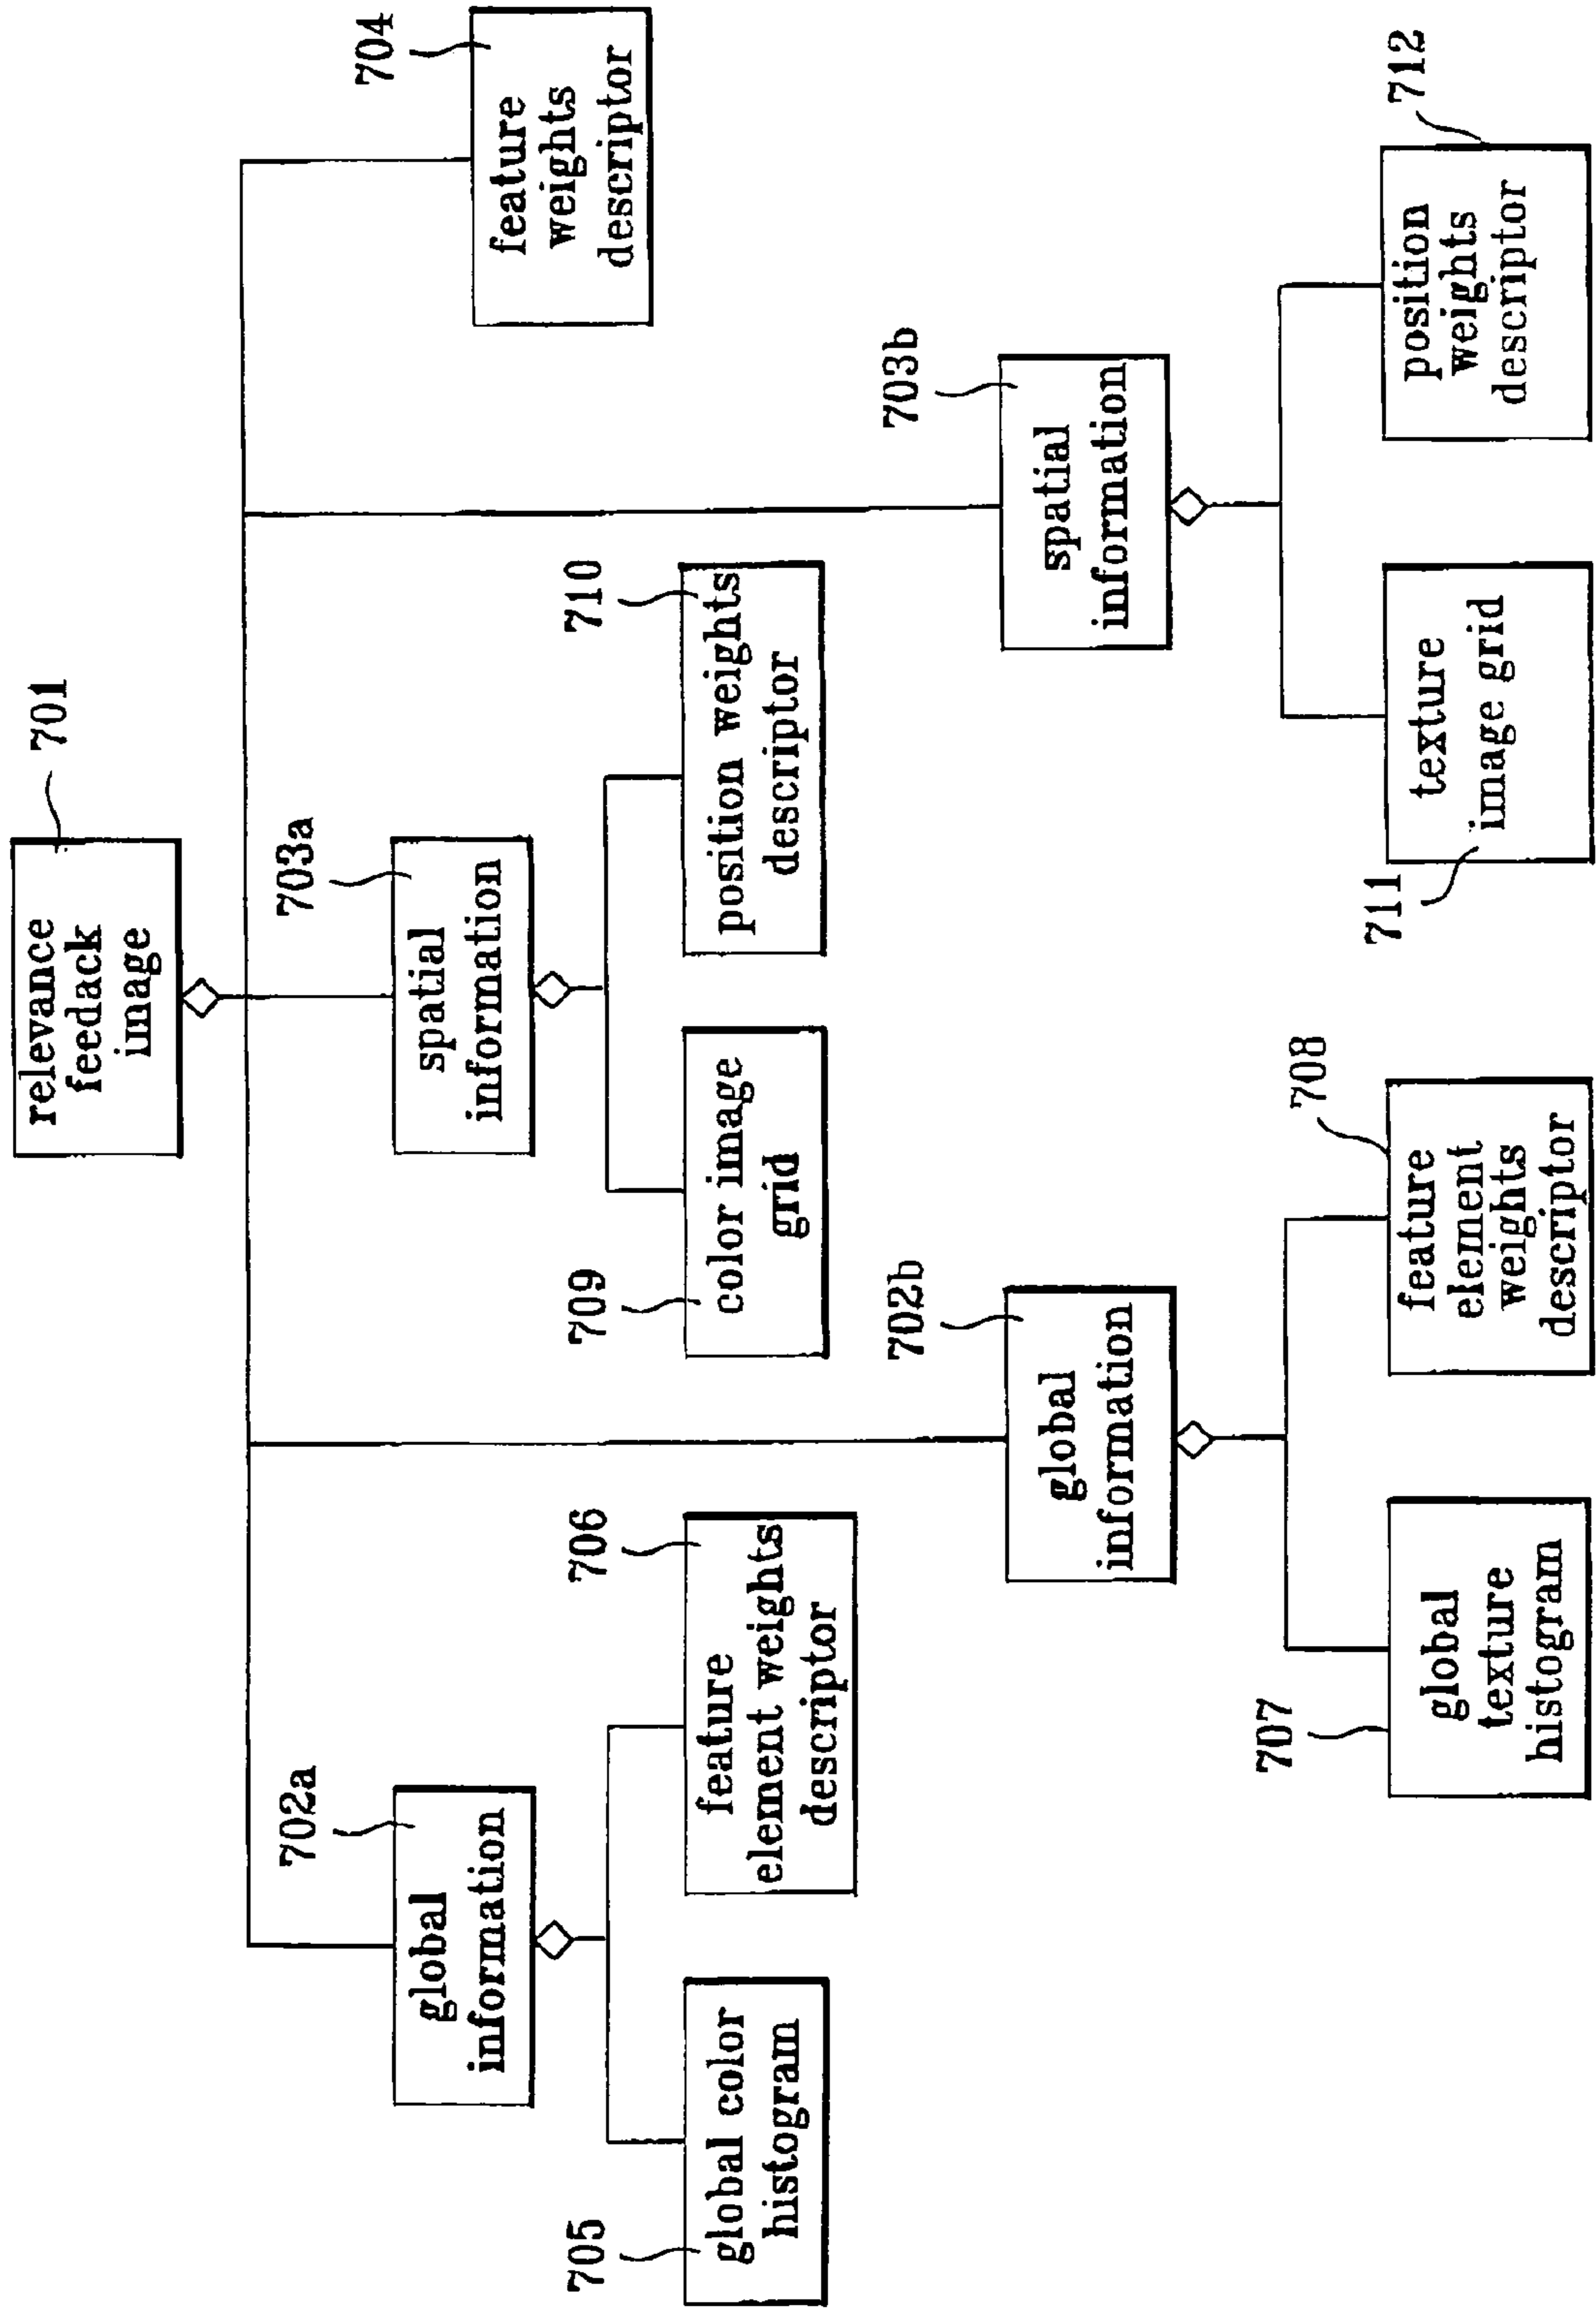 701
relevance
feedack
image
702a
global
information
703a
spatial
information
704
feature
weights
descriptor
705
global color
histogram
706
feature
element weights
descriptor
709
color image
grid
710
position weights
descriptor
702b
global
information
703b
spatial
information
707
global
texture
histogram
708
feature
element
weights
descriptor
711
texture
image grid
712
position
weights
descriptor